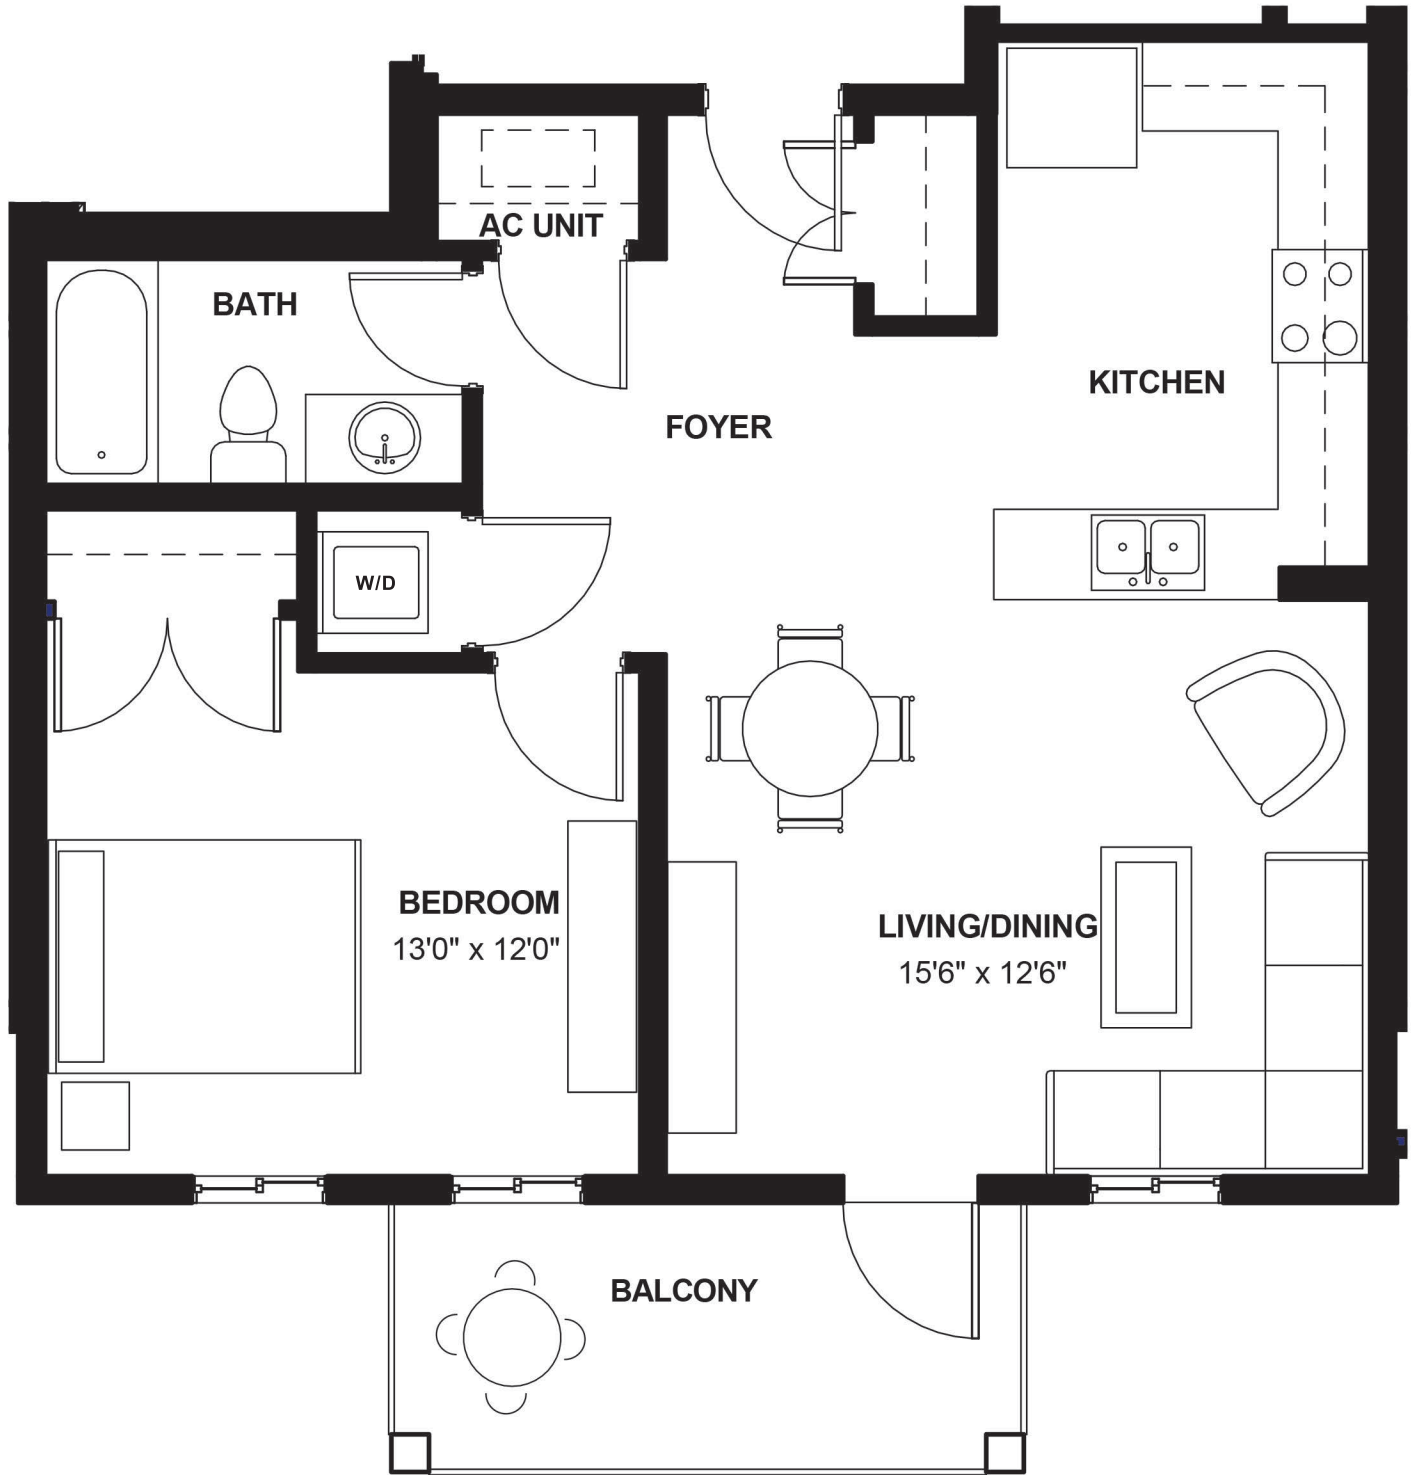 AC UNIT
BATH
KITCHEN
FOYER
W/D
BEDROOM
13'0" x 12'0"
LIVING/DINING
15'6" x 12'6"
BALCONY